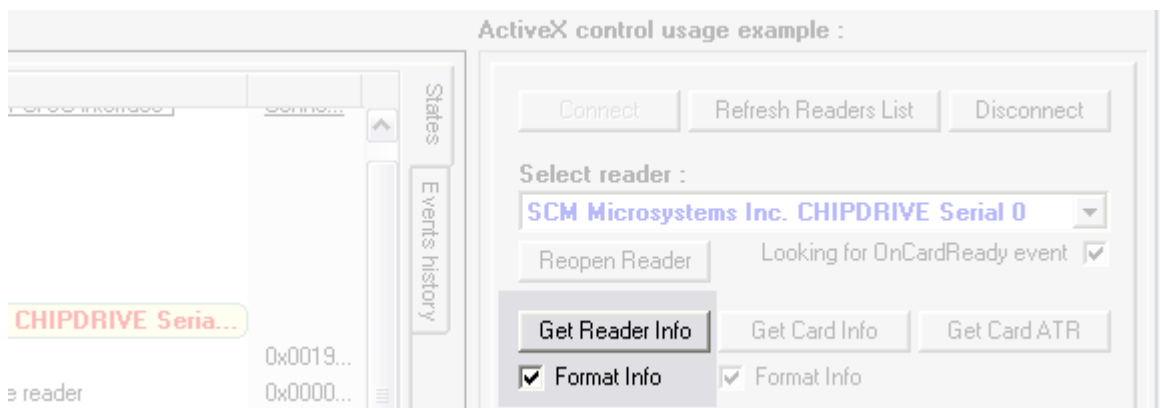 ActiveX control usage example :
Conne...
States
Connect Refresh Readers List Disconnect
Select reader :
SCM Microsystems Inc. CHIPDRIVE Serial 0
Events history
Reopen Reader Looking for OnCardReady event
CHIPDRIVE Seria...
Get Reader Info Get Card Info Get Card ATR
0x0019...
Format Info Format Info
e reader 0x0000...